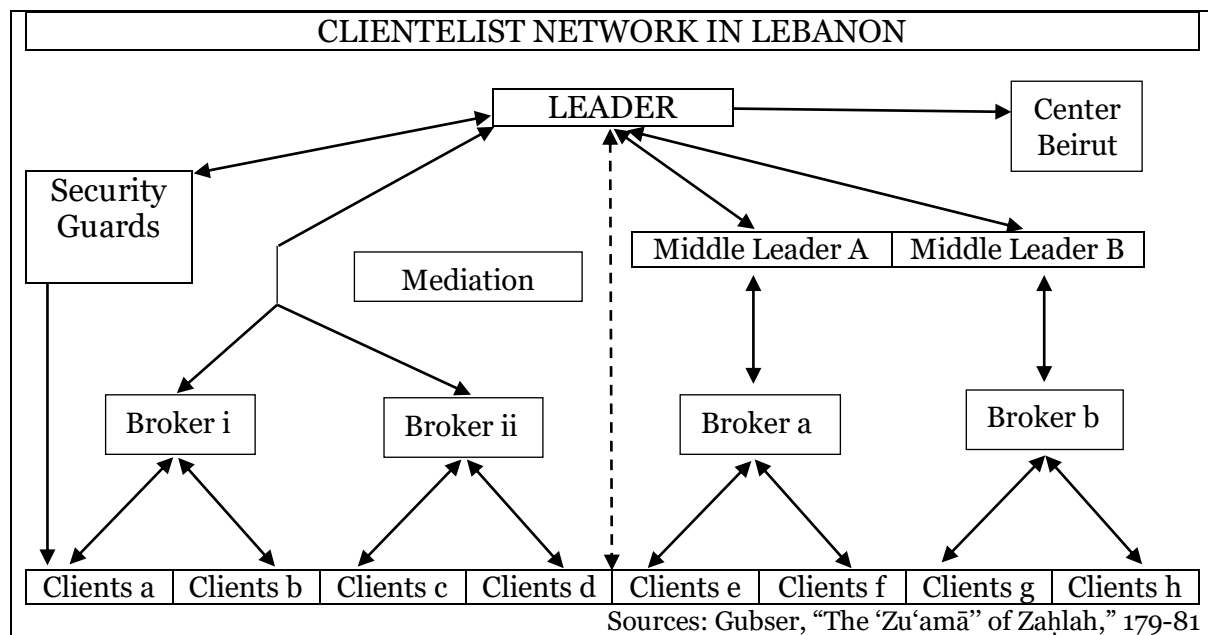 CLIENTELIST NETWORK IN LEBANON
LEADER
Center
Beirut
Security
Guards
Middle Leader A
Middle Leader B
Mediation
Broker i
Broker ii
Broker a
Broker b
Clients a
Clients b
Clients c
Clients d
Clients e
Clients f
Clients g
Clients h
Sources: Gubser, “The ‘Zu‘amā’’ of Zaḥlah,” 179-81